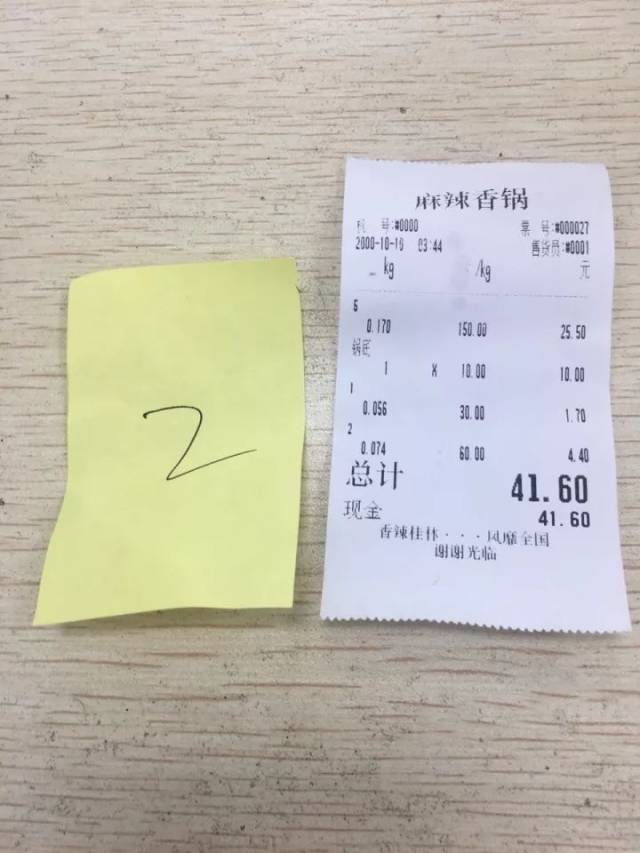 2
麻辣香锅
机 号:#0000 票 号:#000027
2000-10-16 03:44 售货员:#0001
kg /kg 元
6
0.170 150.00 25.50
锅底
1 X 10.00 10.00
1
0.056 30.00 1.70
2
0.074 60.00 4.40
总计 41.60
现金 41.60
香辣桂林···风靡全国
谢谢光临